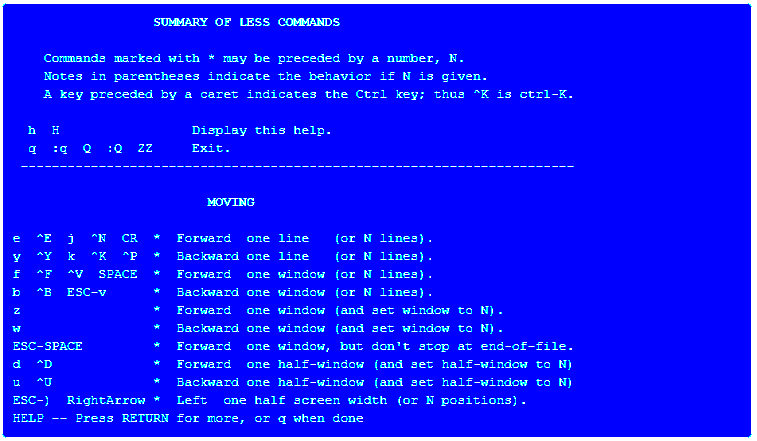 SUMMARY OF LESS COMMANDS
Commands marked with * may be preceded by a number, N.
Notes in parentheses indicate the behavior if N is given.
A key preceded by a caret indicates the Ctrl key; thus ^K is ctrl-K.
h  H                 Display this help.
q  :q  Q  :Q  ZZ     Exit.
-----------------------------------------------------------------------
MOVING
e  ^E  j  ^N  CR  *  Forward  one line   (or N lines).
y  ^Y  k  ^K  ^P  *  Backward one line   (or N lines).
f  ^F  ^V  SPACE  *  Forward  one window (or N lines).
b  ^B  ESC-v      *  Backward one window (or N lines).
z                 *  Forward  one window (and set window to N).
w                 *  Backward one window (and set window to N).
ESC-SPACE         *  Forward  one window, but don't stop at end-of-file.
d  ^D             *  Forward  one half-window (and set half-window to N)
u  ^U             *  Backward one half-window (and set half-window to N)
ESC-)  RightArrow *  Left  one half screen width (or N positions).
HELP -- Press RETURN for more, or q when done